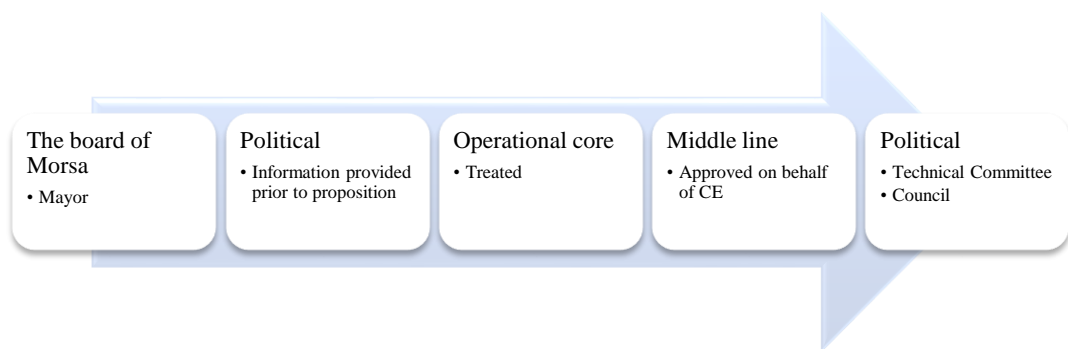 The board of
Morsa
• Mayor
Political
• Information provided
prior to proposition
Operational core
• Treated
Middle line
• Approved on behalf
of CE
Political
• Technical Committee
• Council